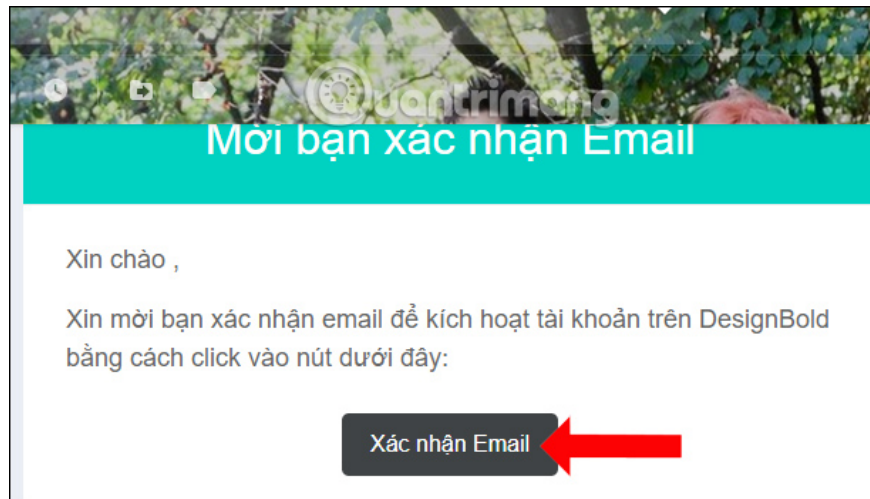 Quantrimang
Mời bạn xác nhận Email
Xin chào ,
Xin mời bạn xác nhận email để kích hoạt tài khoản trên DesignBold
bằng cách click vào nút dưới đây:
Xác nhận Email